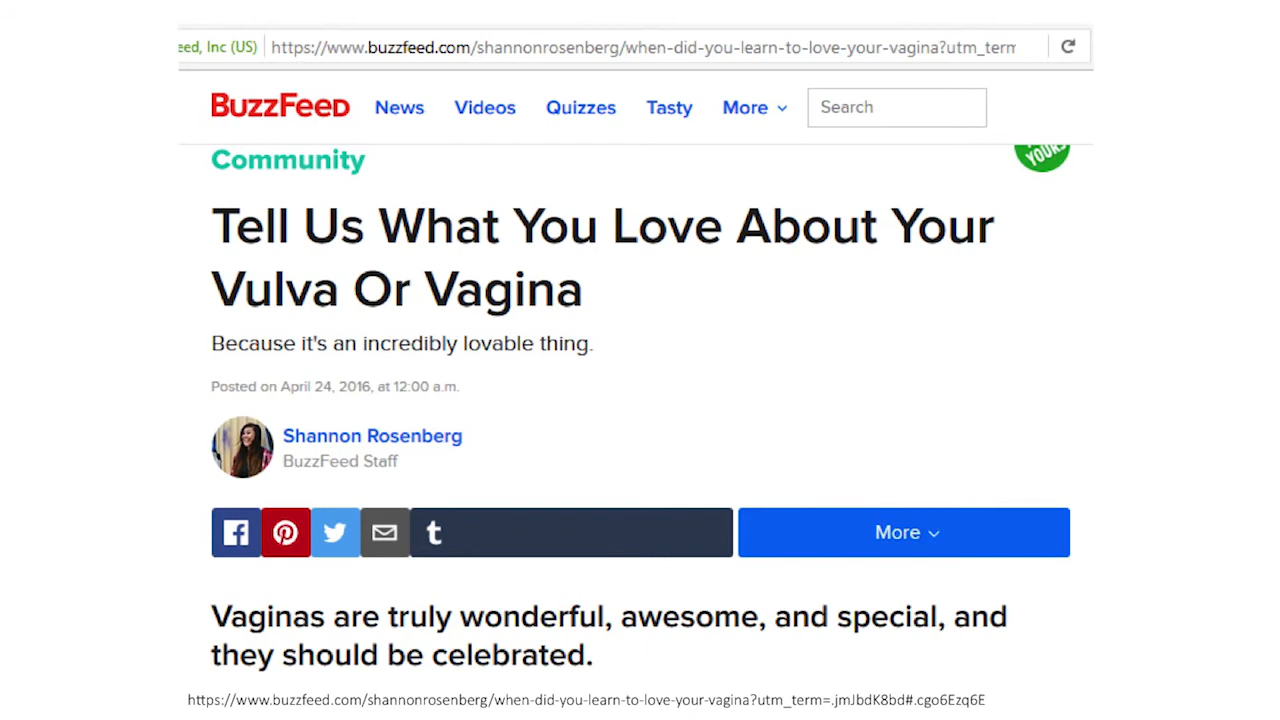 eed, Inc (US) https://www.buzzfeed.com/shannonrosenberg/when-did-you-learn-to-love-your-vagina?utm_term
BuzzFeed News Videos Quizzes Tasty More Search
Community
YOURS
Tell Us What You Love About Your
Vulva Or Vagina
Because it's an incredibly lovable thing.
Posted on April 24, 2016, at 12:00 a.m.
Shannon Rosenberg
BuzzFeed Staff
More
Vaginas are truly wonderful, awesome, and special, and
they should be celebrated.
https://www.buzzfeed.com/shannonrosenberg/when-did-you-learn-to-love-your-vagina?utm_term=.jmJbdK8bd#.cgo6Ezq6E